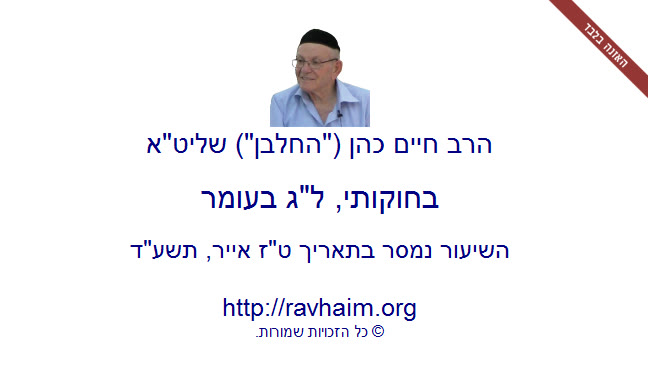 האזנה בלבד
הרב חיים כהן ("החלבן") שליט"א
בחוקותי, ל"ג בעומר
השיעור נמסר בתאריך ט"ז אייר, תשע"ד
http://ravhaim.org
© כל הזכויות שמורות.